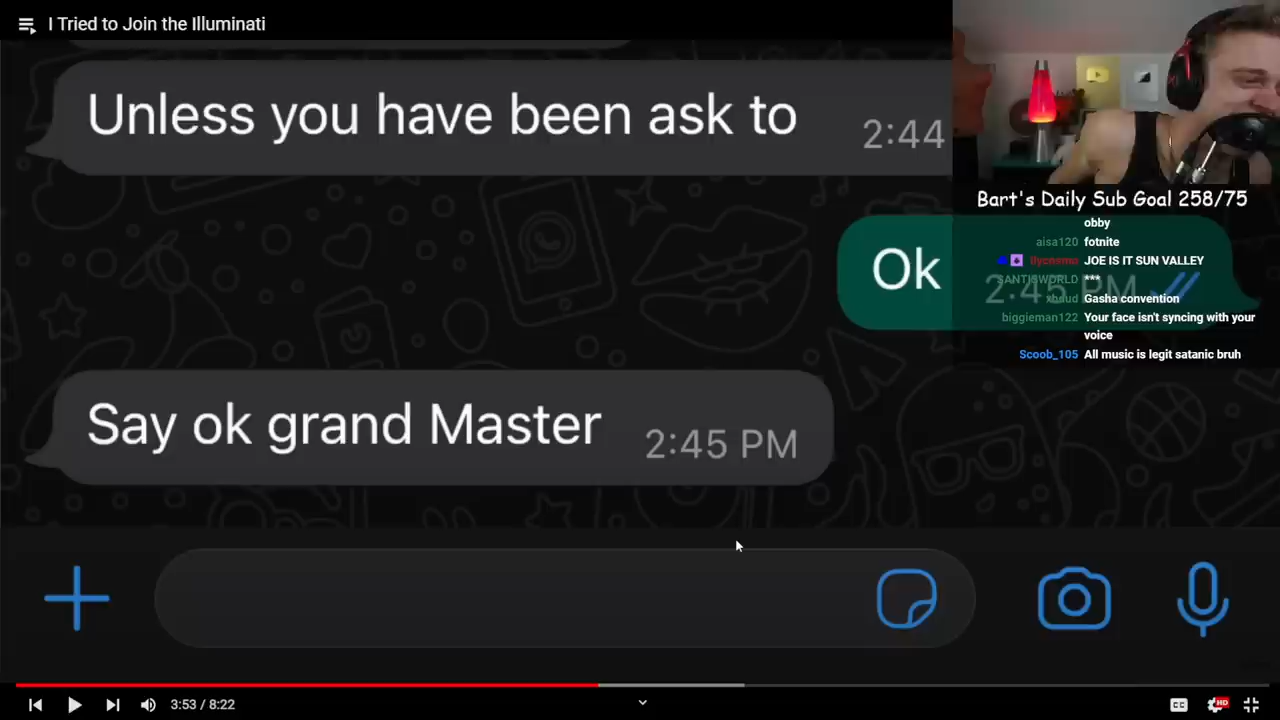 I Tried to Join the Illuminati
Unless you have been ask to 2:44
Ok 2:45 PM
Say ok grand Master 2:45 PM
Bart's Daily Sub Goal 258/75
obby
aisa120 fotnite
ilycosmo JOE IS IT SUN VALLEY
SANTISWORLD ***
Gasha convention
biggieman122 Your face isn't syncing with your
voice
Scoob_105 All music is legit satanic bruh
3:53 / 8:22
CC
HD